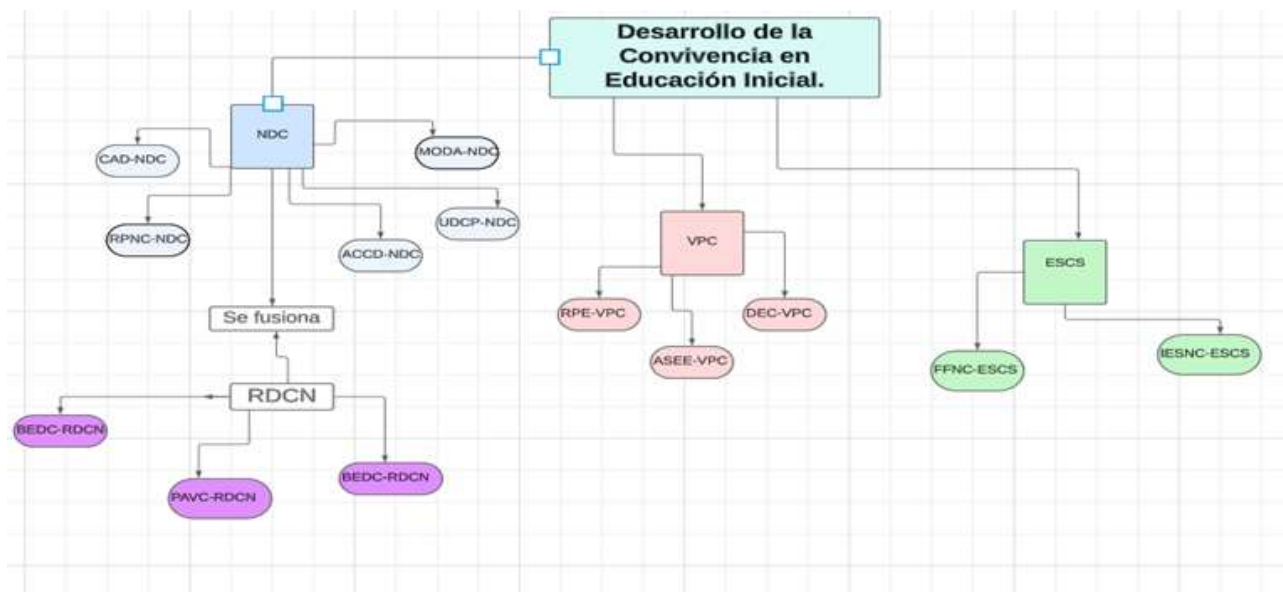 Desarrollo de la
Convivencia en
Educación Inicial.
NDC
CAD-NDC
MODA-NDC
RPNC-NDC
ACCD-NDC
UDCP-NDC
Se fusiona
RDCN
BEDC-RDCN
PAVC-RDCN
BEDC-RDCN
VPC
RPE-VPC
ASEE-VPC
DEC-VPC
ESCS
FFNC-ESCS
IESNC-ESCS